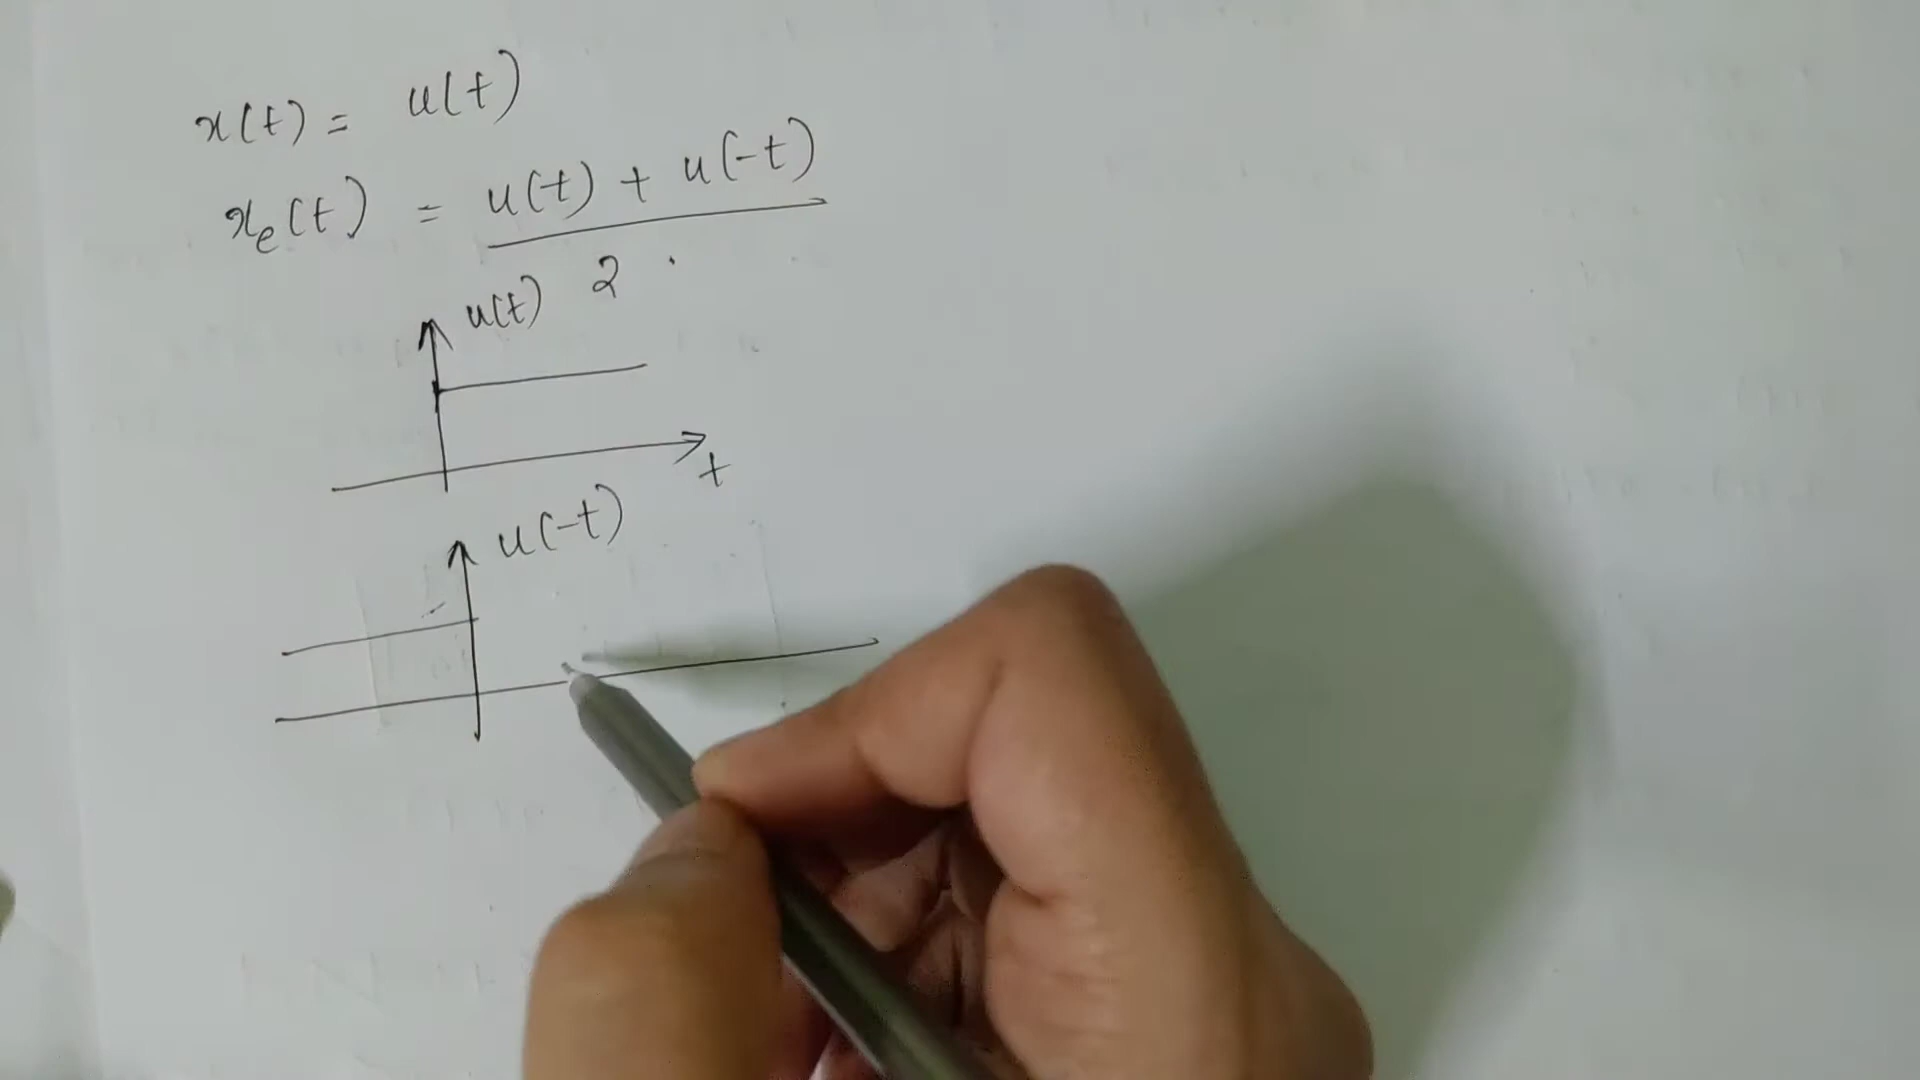 x(t) = u(t)
xe(t) = u(t) + u(-t)
2
u(t)
t
u(-t)